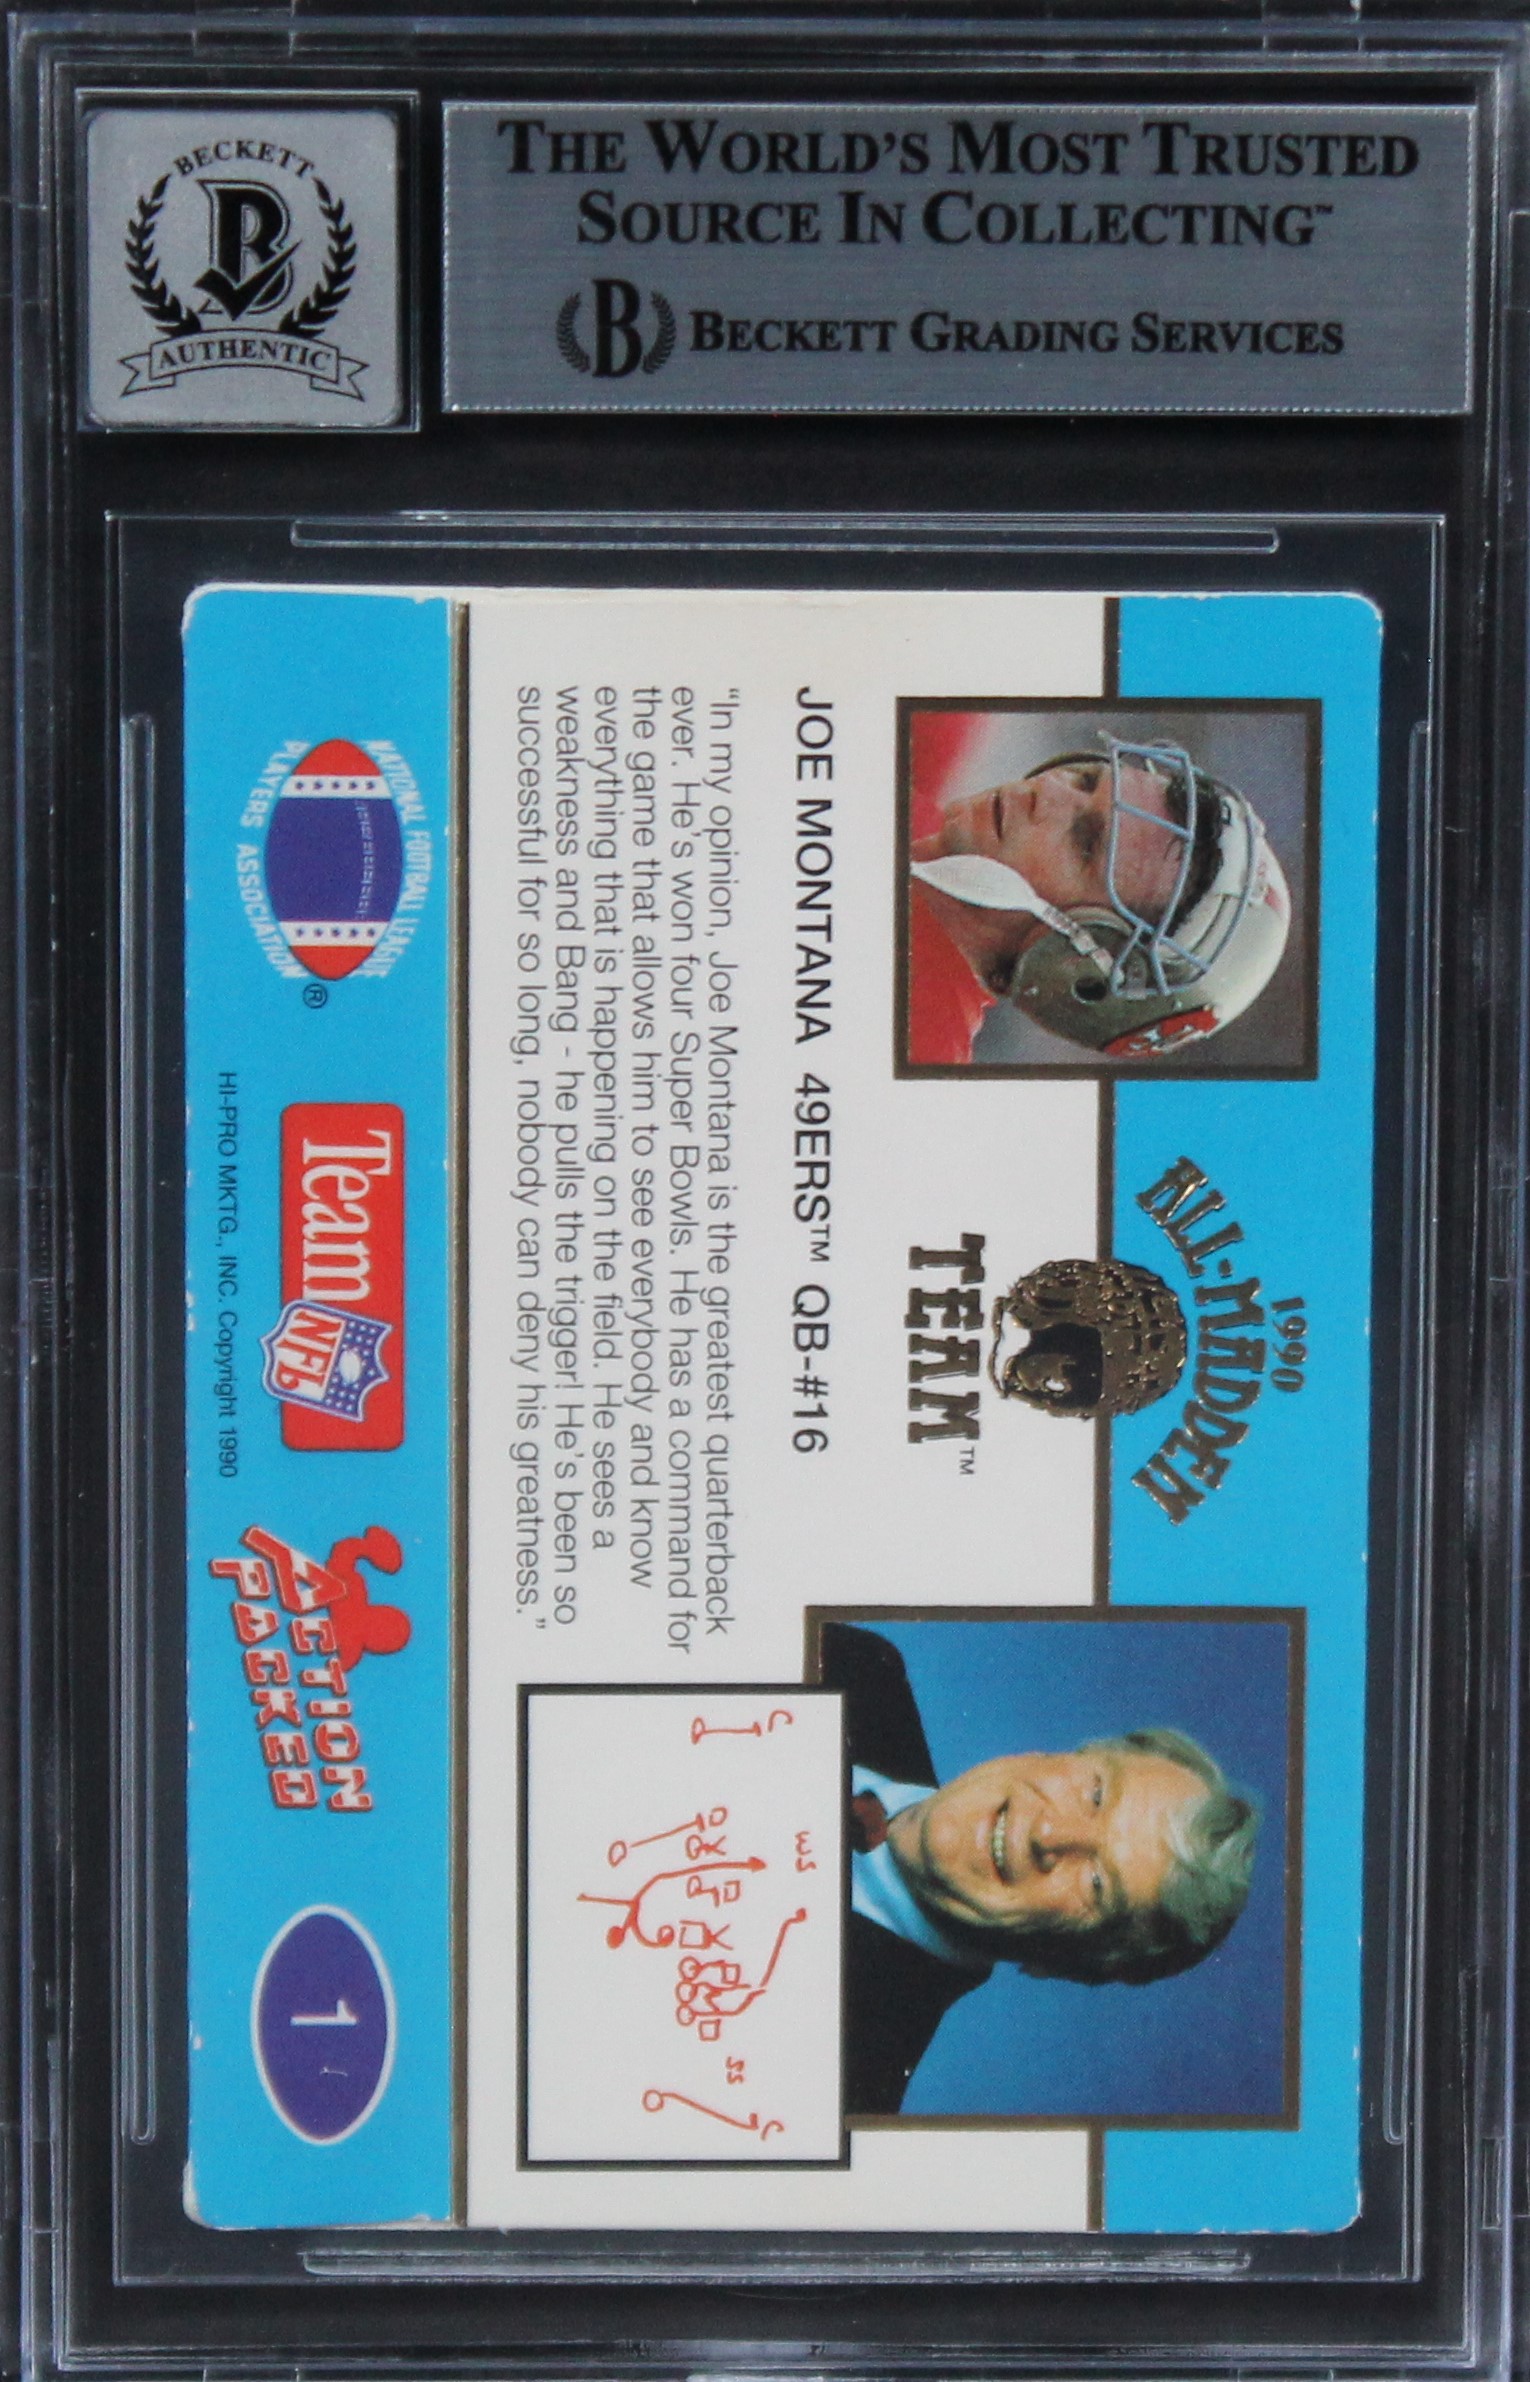 BECKETT
AUTHENTIC
THE WORLD'S MOST TRUSTED
SOURCE IN COLLECTING™
B BECKETT GRADING SERVICES
1990
ALL-MADDEN
TEAM™
JOE MONTANA 49ERS™ QB-#16
“In my opinion, Joe Montana is the greatest quarterback
ever. He's won four Super Bowls. He has a command for
the game that allows him to see everybody and know
everything that is happening on the field. He sees a
weakness and Bang - he pulls the trigger! He's been so
successful for so long, nobody can deny his greatness.”
C
WS
SS
C
NATIONAL FOOTBALL LEAGUE
PLAYERS ASSOCIATION
®
Team
NFL
HI-PRO MKTG., INC. Copyright 1990
ACTION
PACKED
1